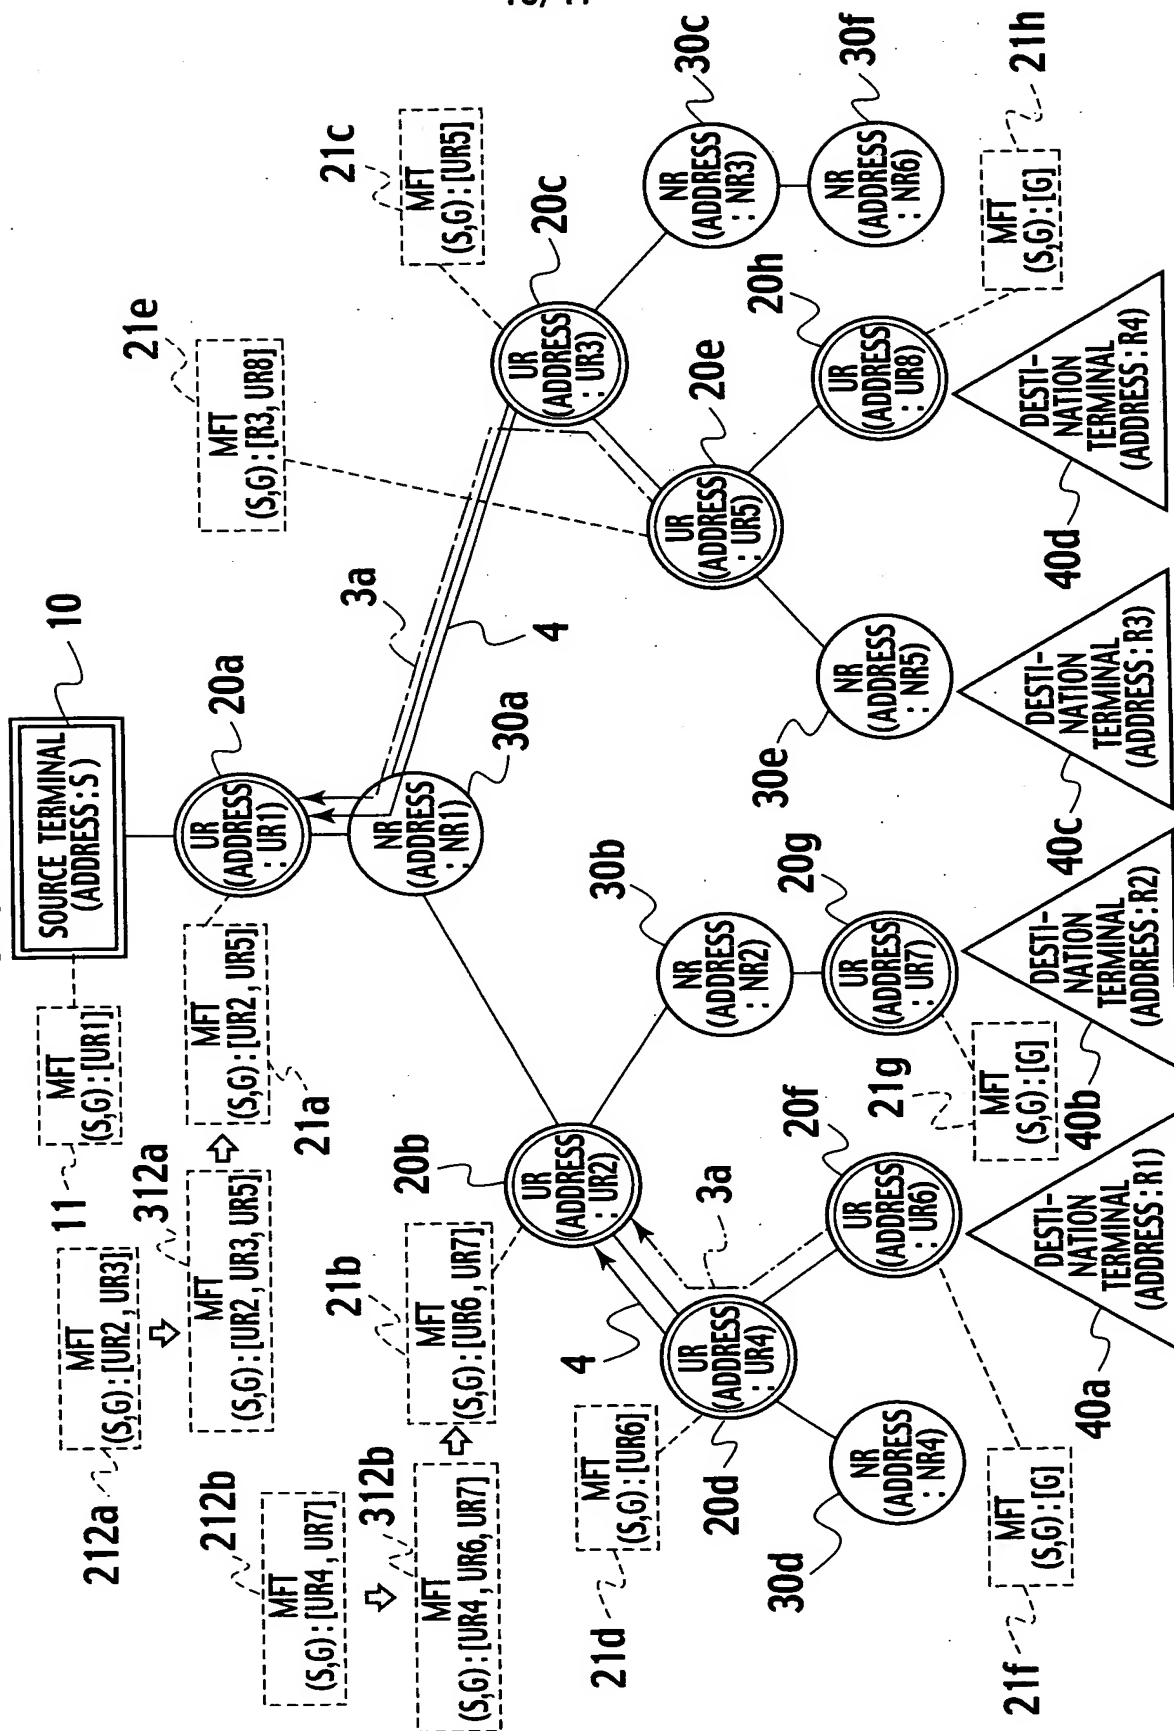 10
SOURCE TERMINAL
(ADDRESS:S)
11
MFT
(S,G):[UR1]
20a
UR
(ADDRESS
: UR1)
212a
MFT
(S,G):[UR2, UR3]
312a
MFT
(S,G):[UR2, UR3, UR5]
MFT
(S,G):[UR2, UR5]
21a
NR
(ADDRESS
: NR1)
30a
3a
4
21e
MFT
(S,G):[R3, UR8]
21c
MFT
(S,G):[UR5]
20c
UR
(ADDRESS
: UR3)
30c
NR
(ADDRESS
: NR3)
30f
NR
(ADDRESS
: NR6)
212b
MFT
(S,G):[UR4, UR7]
312b
MFT
(S,G):[UR4, UR6, UR7]
21b
MFT
(S,G):[UR6, UR7]
20b
UR
(ADDRESS
: UR2)
4
3a
21d
MFT
(S,G):[UR6]
20d
UR
(ADDRESS
: UR4)
30b
NR
(ADDRESS
: NR2)
20e
UR
(ADDRESS
: UR5)
30d
NR
(ADDRESS
: NR4)
20f
UR
(ADDRESS
: UR6)
20g
UR
(ADDRESS
: UR7)
30e
NR
(ADDRESS
: NR5)
20h
UR
(ADDRESS
: UR8)
21f
MFT
(S,G):[G]
21g
MFT
(S,G):[G]
21h
MFT
(S,G):[G]
40a
DESTI-
NATION
TERMINAL
(ADDRESS:R1)
40b
DESTI-
NATION
TERMINAL
(ADDRESS:R2)
40c
DESTI-
NATION
TERMINAL
(ADDRESS:R3)
40d
DESTI-
NATION
TERMINAL
(ADDRESS:R4)